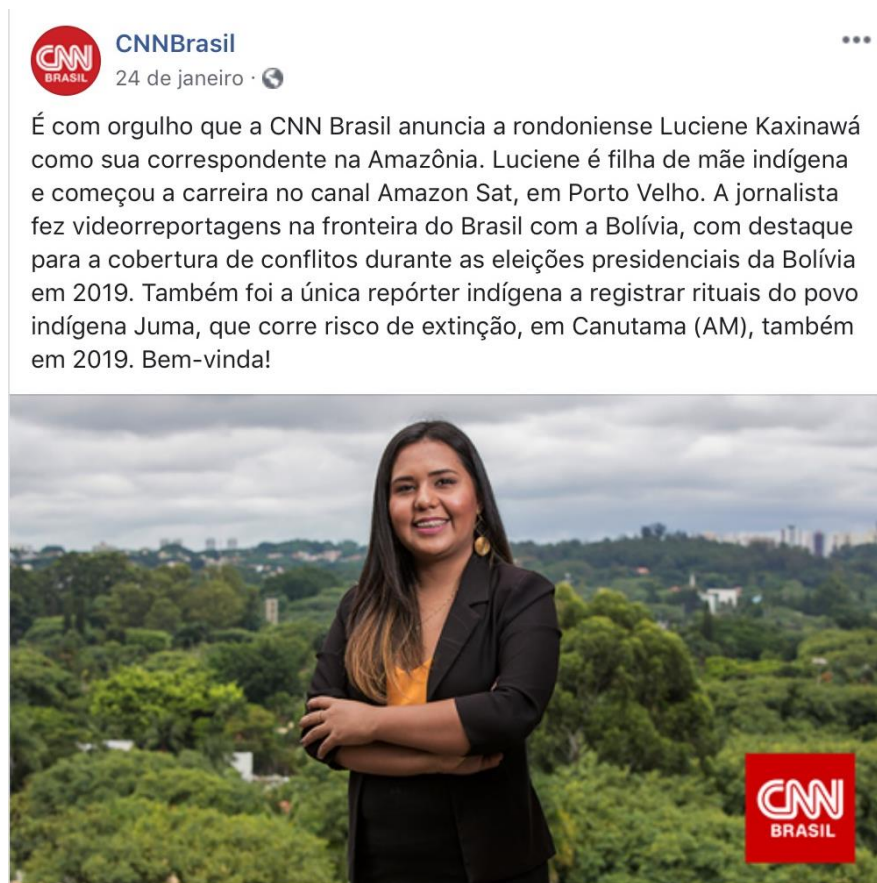 CNN
BRASIL
CNNBrasil
24 de janeiro ·
É com orgulho que a CNN Brasil anuncia a rondoniense Luciene Kaxinawá
como sua correspondente na Amazônia. Luciene é filha de mãe indígena
e começou a carreira no canal Amazon Sat, em Porto Velho. A jornalista
fez videorreportagens na fronteira do Brasil com a Bolívia, com destaque
para a cobertura de conflitos durante as eleições presidenciais da Bolívia
em 2019. Também foi a única repórter indígena a registrar rituais do povo
indígena Juma, que corre risco de extinção, em Canutama (AM), também
em 2019. Bem-vinda!
CNN
BRASIL